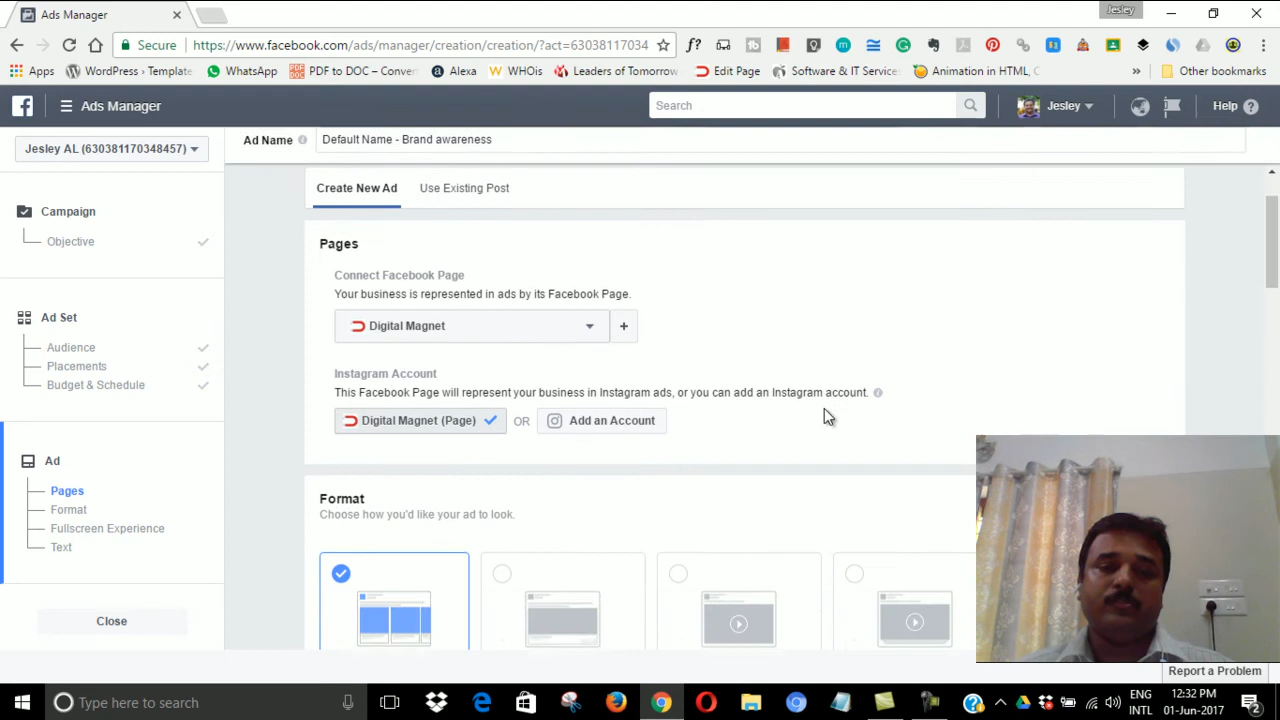 Ads Manager
Jesley
Secure
https://www.facebook.com/ads/manager/creation/creation/?act=63038117034
f?
Apps
WordPress › Template
WhatsApp
PDF to DOC – Conver
Alexa
WHOis
Leaders of Tomorrow
Edit Page
Software & IT Service
Animation in HTML, C
»
Other bookmarks
Ads Manager
Search
Jesley
Help
Jesley AL (630381170348457)
Ad Name
Default Name - Brand awareness
Create New Ad
Use Existing Post
Campaign
Objective
Pages
Connect Facebook Page
Your business is represented in ads by its Facebook Page.
Ad Set
Digital Magnet
+
Audience
Placements
Budget & Schedule
Instagram Account
This Facebook Page will represent your business in Instagram ads, or you can add an Instagram account.
Digital Magnet (Page)
OR
Add an Account
Ad
Pages
Format
Fullscreen Experience
Text
Format
Choose how you'd like your ad to look.
Close
Report a Problem
Type here to search
ENG
INTL
12:32 PM
01-Jun-2017
2